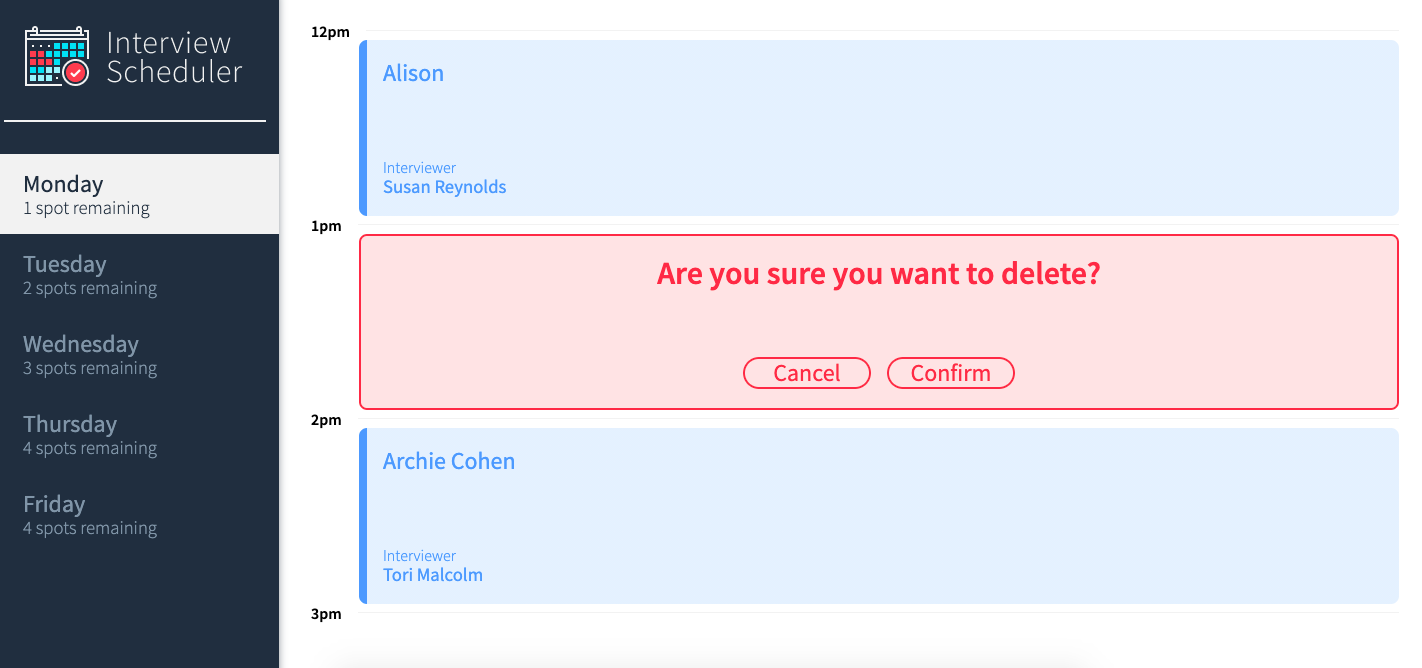 Interview
Scheduler
Monday
1 spot remaining
Tuesday
2 spots remaining
Wednesday
3 spots remaining
Thursday
4 spots remaining
Friday
4 spots remaining
12pm
Alison
Interviewer
Susan Reynolds
1pm
Are you sure you want to delete?
Cancel Confirm
2pm
Archie Cohen
Interviewer
Tori Malcolm
3pm